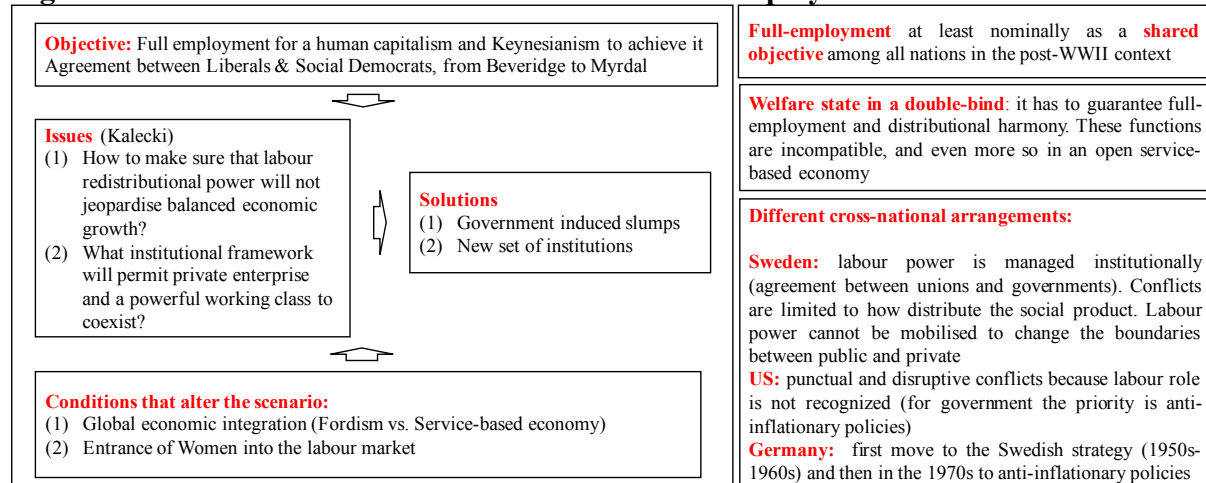 Objective: Full employment for a human capitalism and Keynesianism to achieve it
Agreement between Liberals & Social Democrats, from Beveridge to Myrdal
Issues (Kalecki)
(1) How to make sure that labour
redistributional power will not
jeopardise balanced economic
growth?
(2) What institutional framework
will permit private enterprise
and a powerful working class to
coexist?
Solutions
(1) Government induced slumps
(2) New set of institutions
Conditions that alter the scenario:
(1) Global economic integration (Fordism vs. Service-based economy)
(2) Entrance of Women into the labour market
Full-employment at least nominally as a shared
objective among all nations in the post-WWII context
Welfare state in a double-bind: it has to guarantee full-
employment and distributional harmony. These functions
are incompatible, and even more so in an open service-
based economy
Different cross-national arrangements:
Sweden: labour power is managed institutionally
(agreement between unions and governments). Conflicts
are limited to how distribute the social product. Labour
power cannot be mobilised to change the boundaries
between public and private
US: punctual and disruptive conflicts because labour role
is not recognized (for government the priority is anti-
inflationary policies)
Germany: first move to the Swedish strategy (1950s-
1960s) and then in the 1970s to anti-inflationary policies